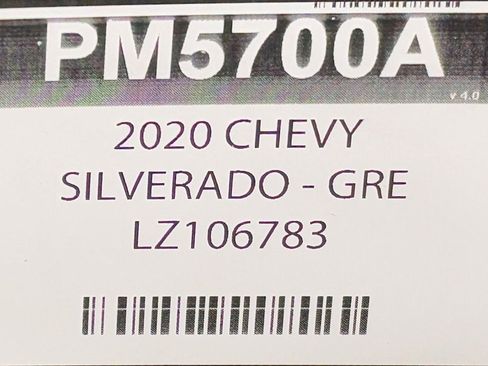 PM5700A
v 4.0
2020 CHEVY
SILVERADO - GRE
LZ106783